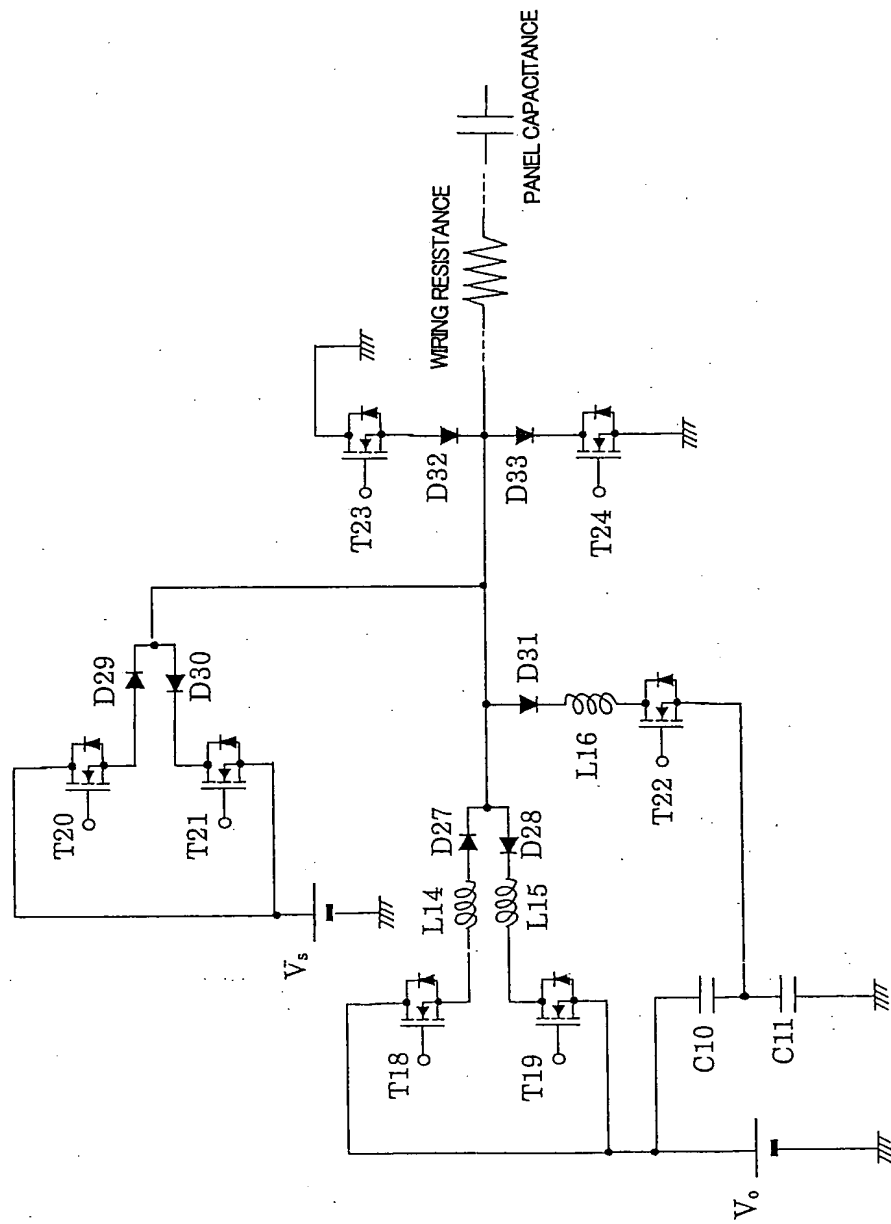 PANEL CAPACITANCE
WIRING RESISTANCE
T23
D32
D33
T24
D29
D30
T20
T21
Vs
D31
L16
T22
D27
D28
L14
L15
T18
T19
C10
C11
Vo